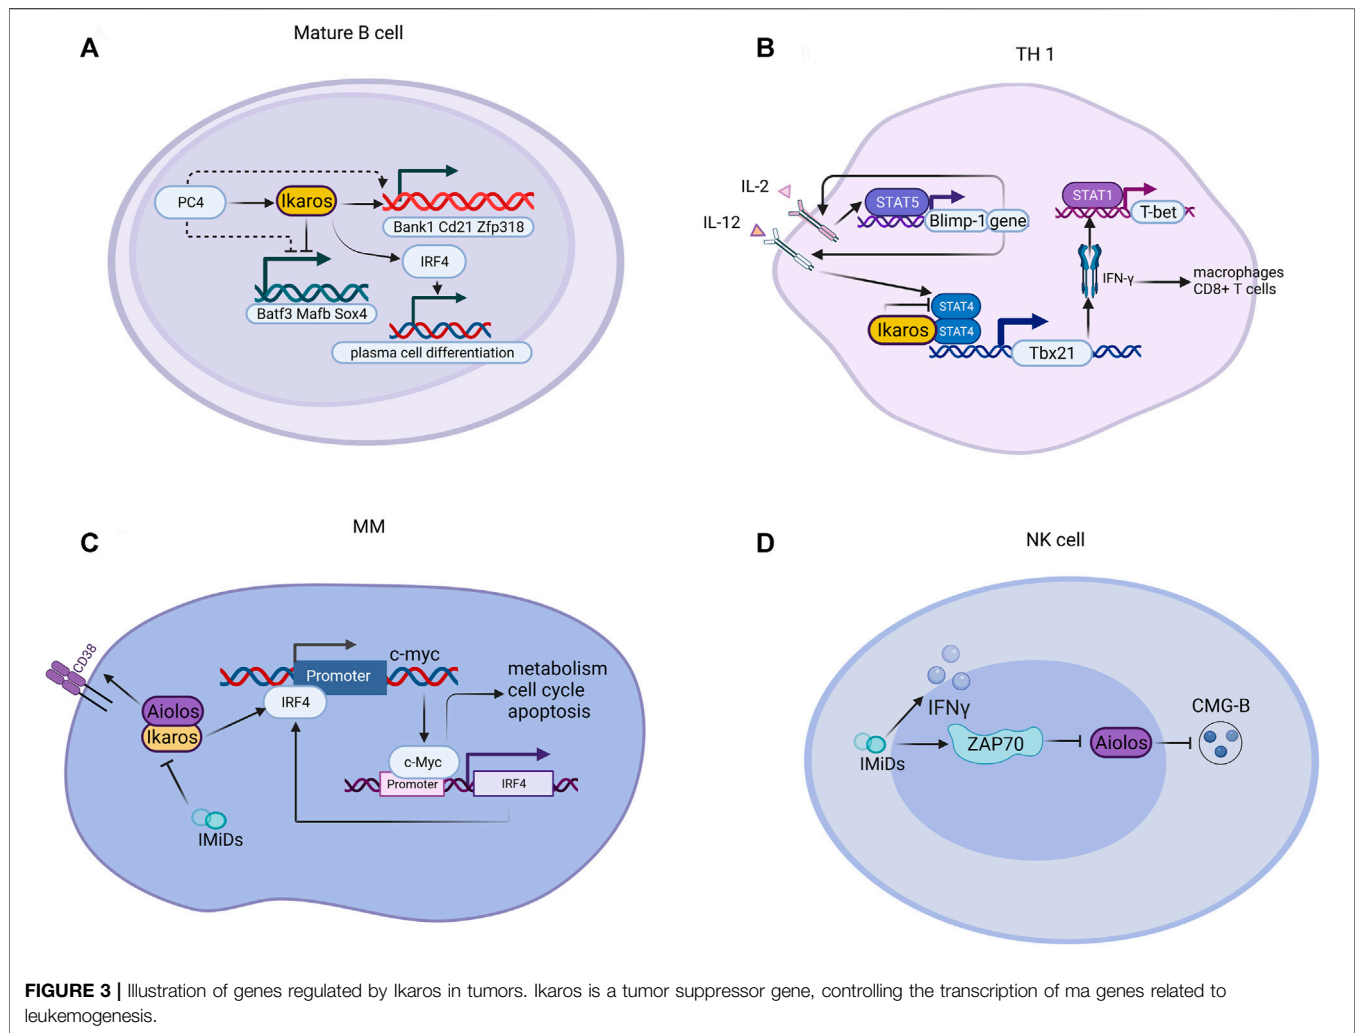 A
Mature B cell
PC4
Ikaros
Bank1 Cd21 Zfp318
IRF4
Batf3 Mafb Sox4
plasma cell differentiation
B
TH 1
IL-2
IL-12
STAT5
Blimp-1 gene
STAT1
T-bet
IFN-γ
macrophages
CD8+ T cells
STAT4
Ikaros
STAT4
Tbx21
C
MM
CD38
Aiolos
Ikaros
IMiDs
Promoter
c-myc
IRF4
metabolism
cell cycle
apoptosis
c-Myc
Promoter
IRF4
D
NK cell
IFNγ
IMiDs
ZAP70
Aiolos
CMG-B
FIGURE 3 | Illustration of genes regulated by Ikaros in tumors. Ikaros is a tumor suppressor gene, controlling the transcription of ma genes related to
leukemogenesis.